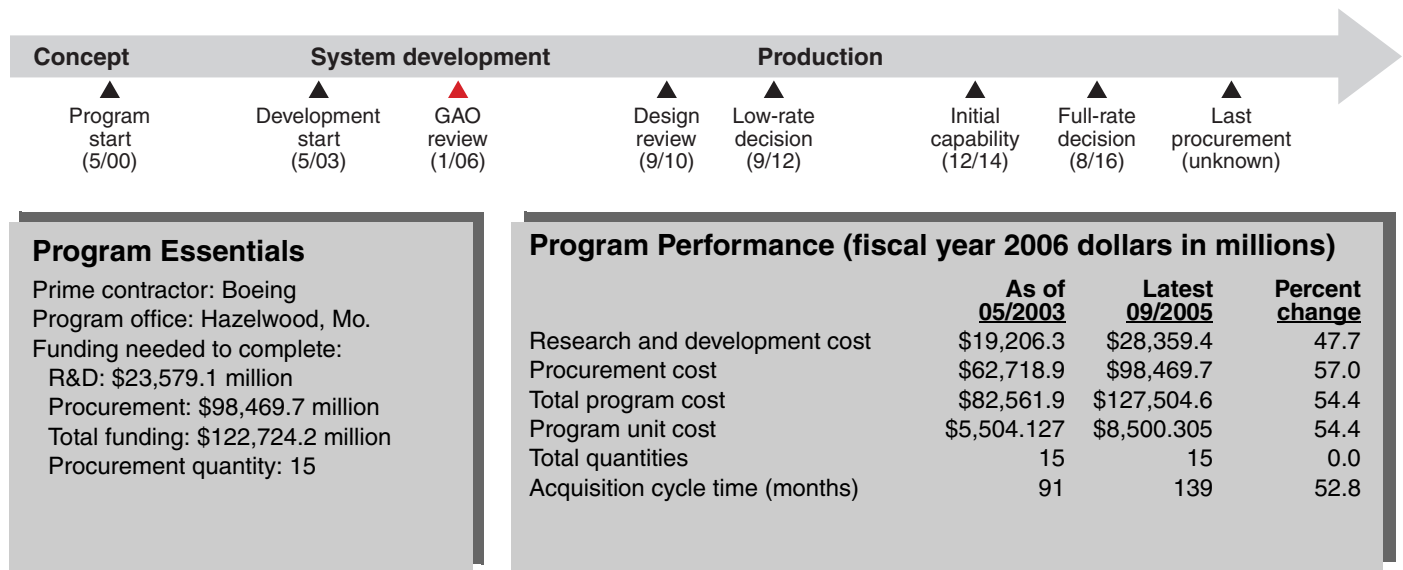 Concept System development Production
Program start (5/00)
Development start (5/03)
GAO review (1/06)
Design review (9/10)
Low-rate decision (9/12)
Initial capability (12/14)
Full-rate decision (8/16)
Last procurement (unknown)
Program Essentials
Prime contractor: Boeing
Program office: Hazelwood, Mo.
Funding needed to complete:
R&D: $23,579.1 million
Procurement: $98,469.7 million
Total funding: $122,724.2 million
Procurement quantity: 15
Program Performance (fiscal year 2006 dollars in millions)
As of Latest Percent
05/2003 09/2005 change
Research and development cost $19,206.3 $28,359.4 47.7
Procurement cost $62,718.9 $98,469.7 57.0
Total program cost $82,561.9 $127,504.6 54.4
Program unit cost $5,504.127 $8,500.305 54.4
Total quantities 15 15 0.0
Acquisition cycle time (months) 91 139 52.8